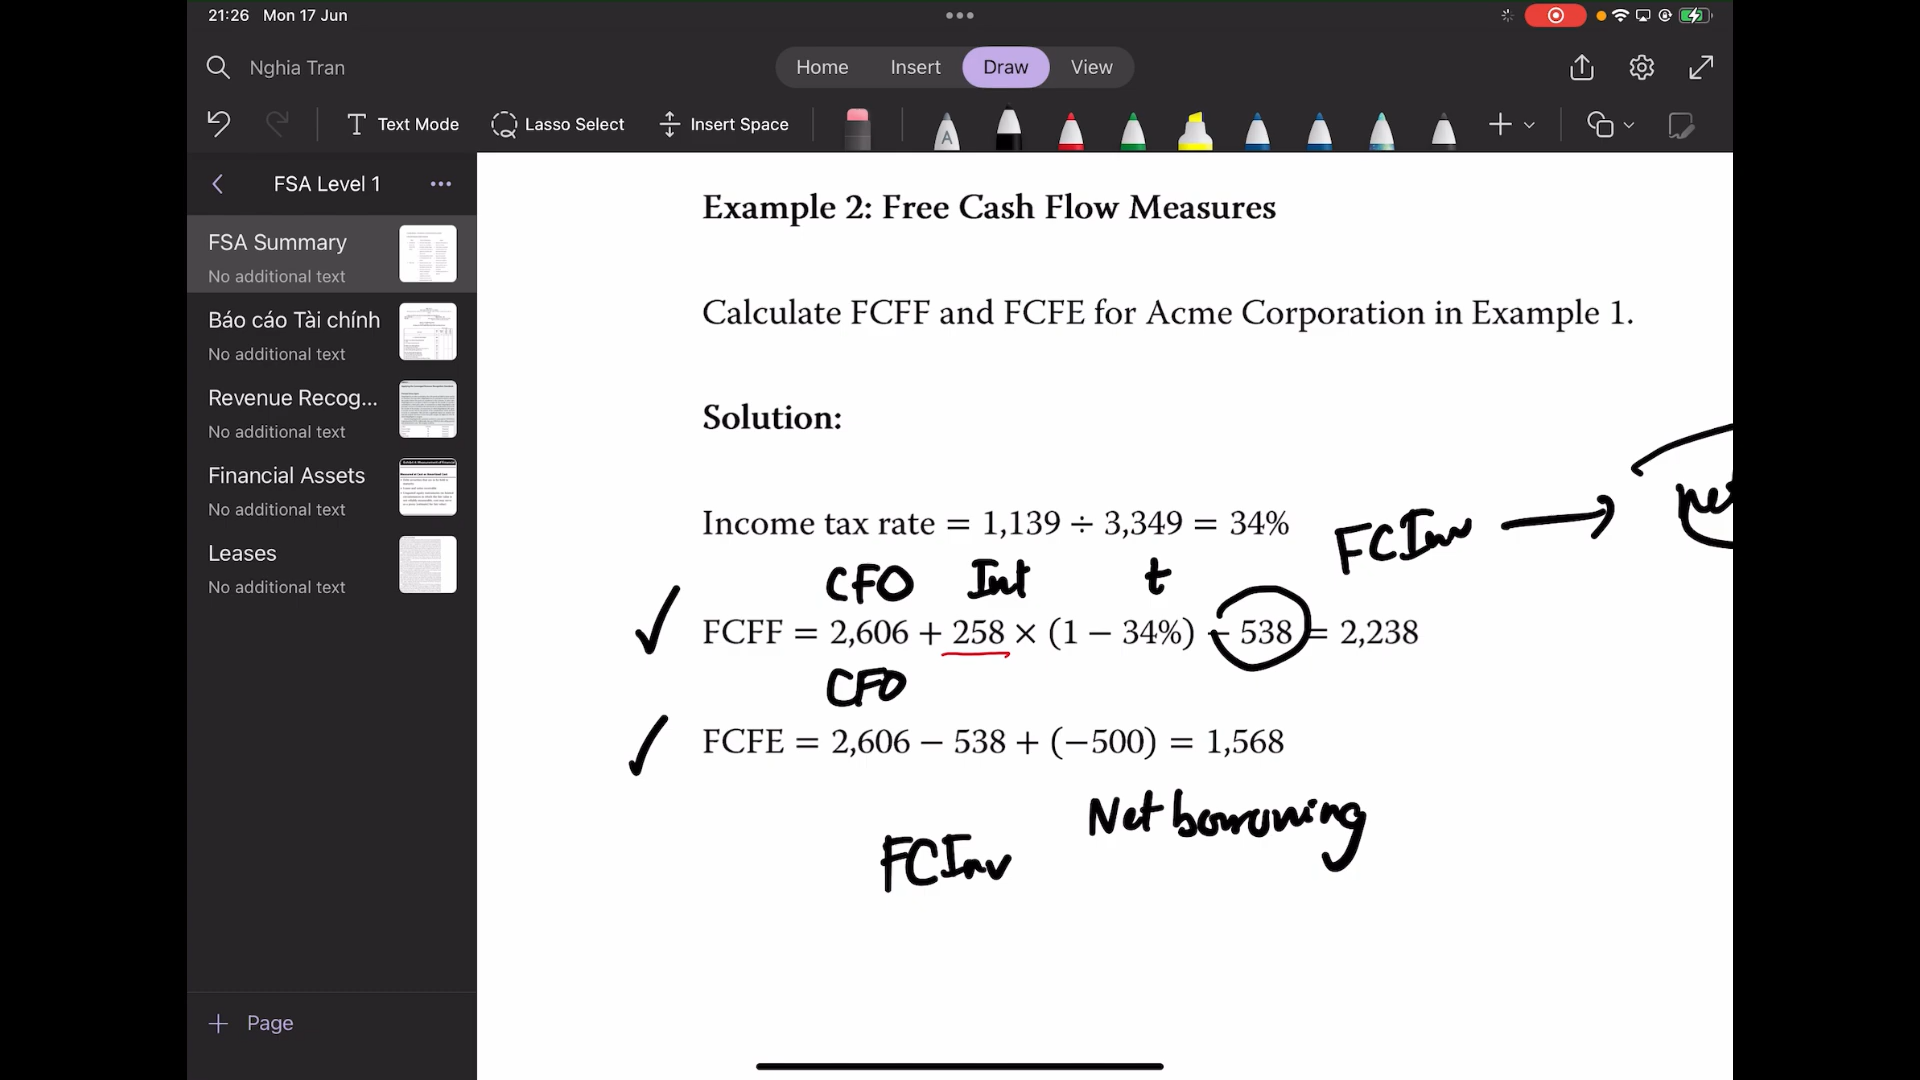 21:26 Mon 17 Jun
Nghia Tran
Home Insert Draw View
Text Mode Lasso Select Insert Space A
FSA Level 1
FSA Summary
No additional text
Báo cáo Tài chính
No additional text
Revenue Recog...
No additional text
Financial Assets
No additional text
Leases
No additional text
Page
Example 2: Free Cash Flow Measures
Calculate FCFF and FCFE for Acme Corporation in Example 1.
Solution:
Income tax rate = 1,139 ÷ 3,349 = 34%
FCInv → net
CFO Int t
FCFF = 2,606 + 258 × (1 − 34%) − 538 = 2,238
CFO
FCFE = 2,606 − 538 + (−500) = 1,568
Net borrowing
FCInv